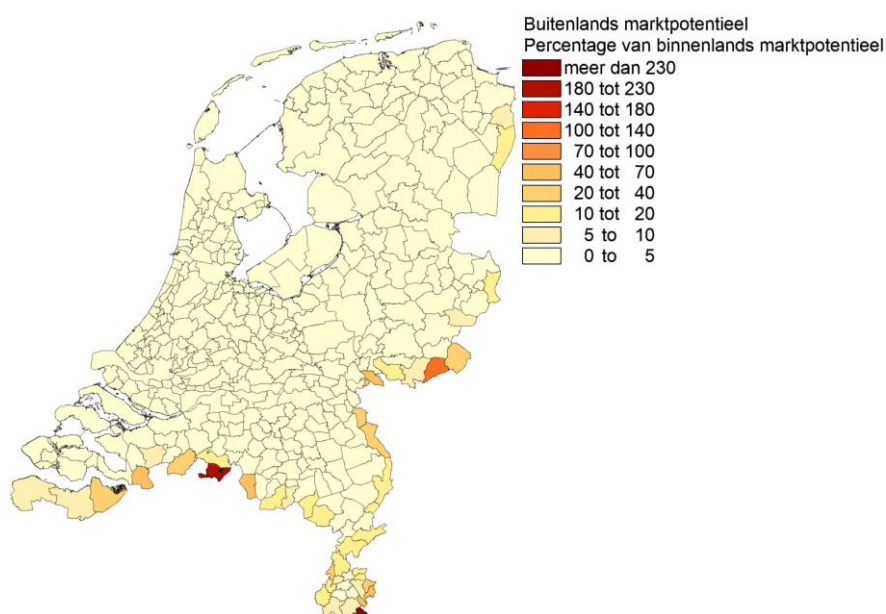 Buitenlands marktpotentieel
Percentage van binnenlands marktpotentieel
meer dan 230
180 tot 230
140 tot 180
100 tot 140
70 tot 100
40 tot 70
20 tot 40
10 tot 20
5 to 10
0 to 5